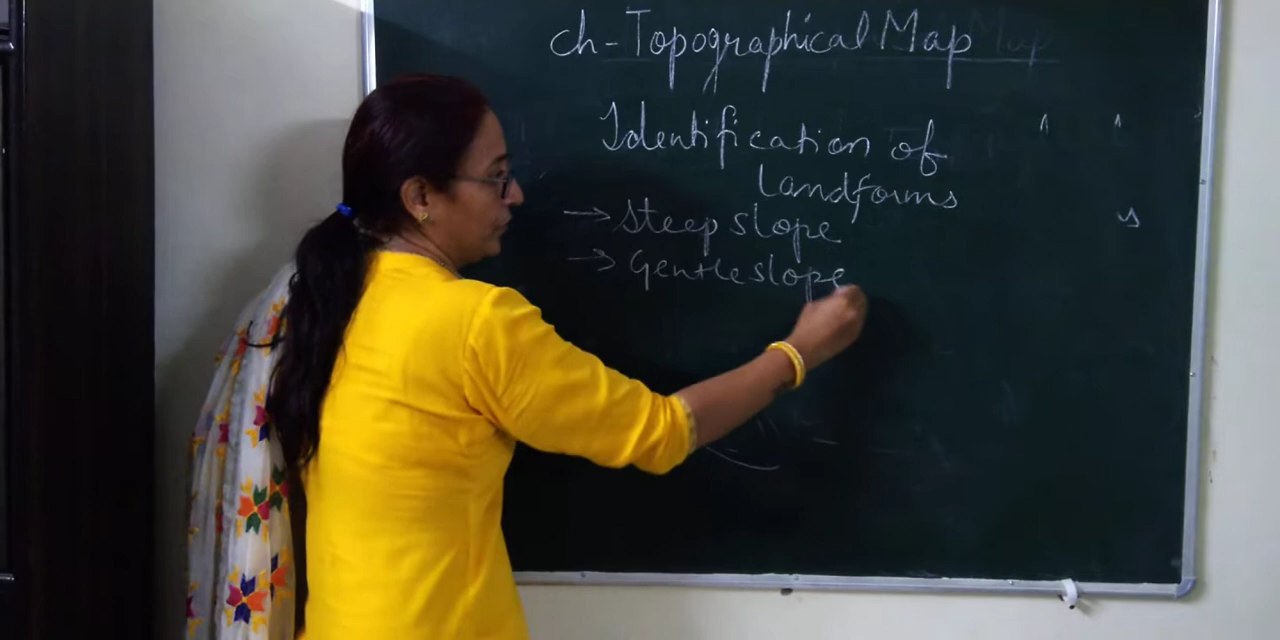 ch- Topographical Map
Identification of
landforms
→ Steep slope
→ Gentle slope